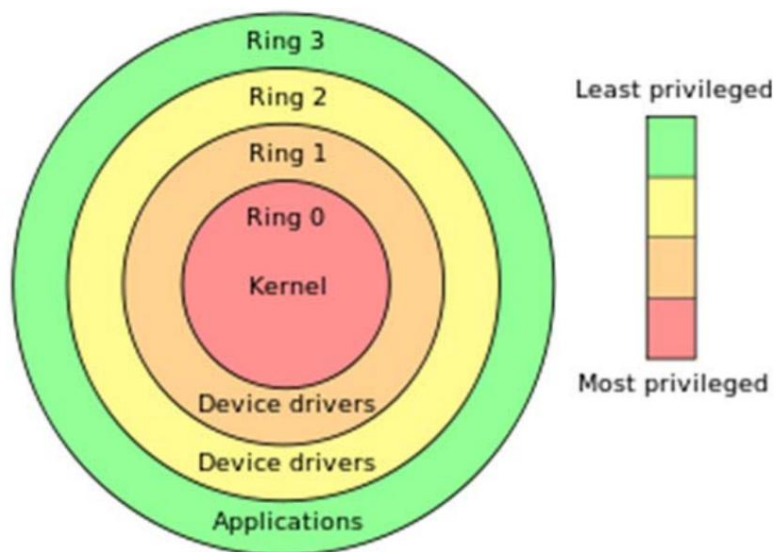 Ring 3
Ring 2
Ring 1
Ring 0
Kernel
Device drivers
Device drivers
Applications
Least privileged
Most privileged